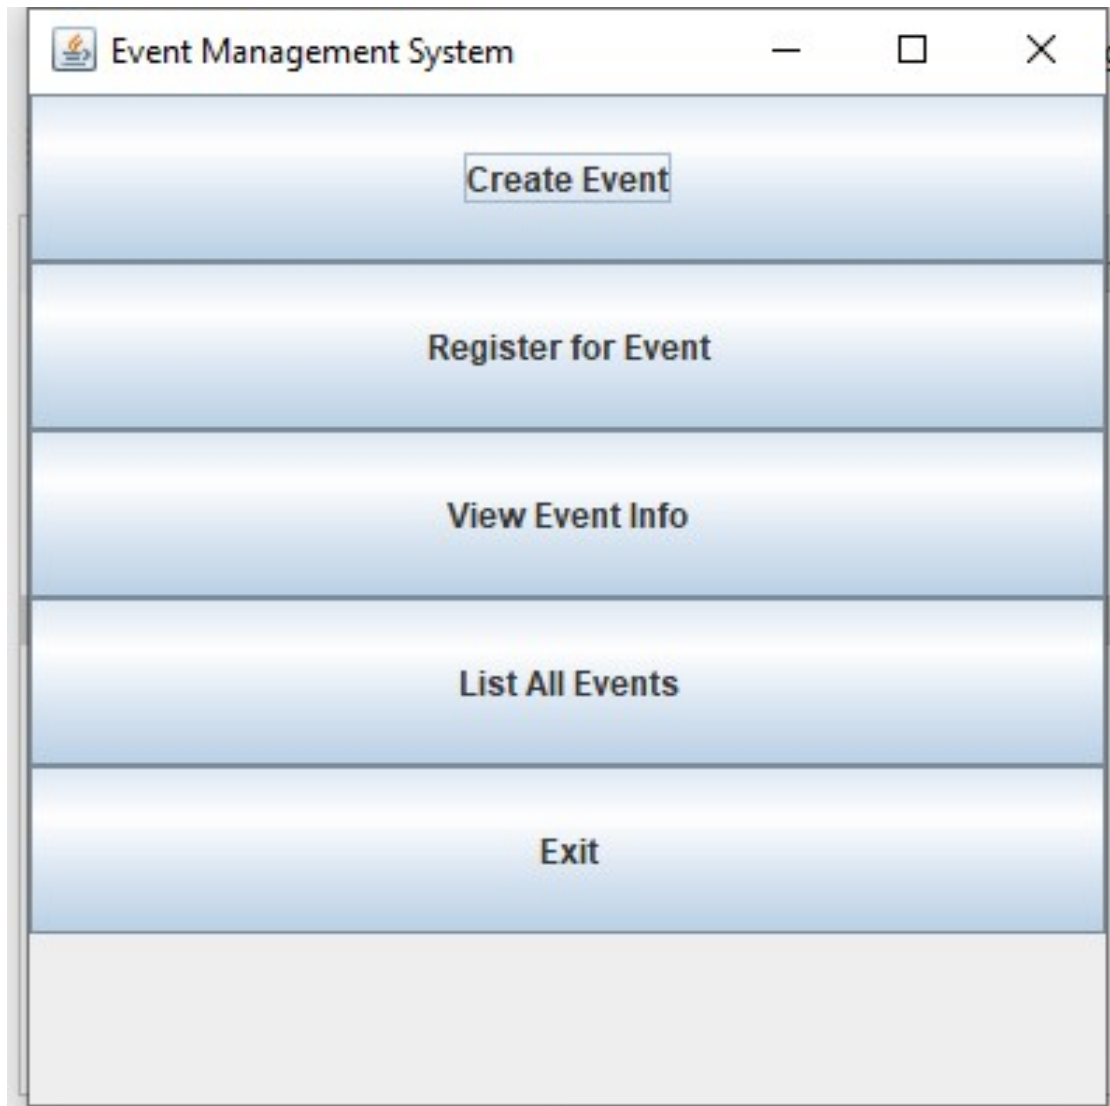 Event Management System
Create Event
Register for Event
View Event Info
List All Events
Exit